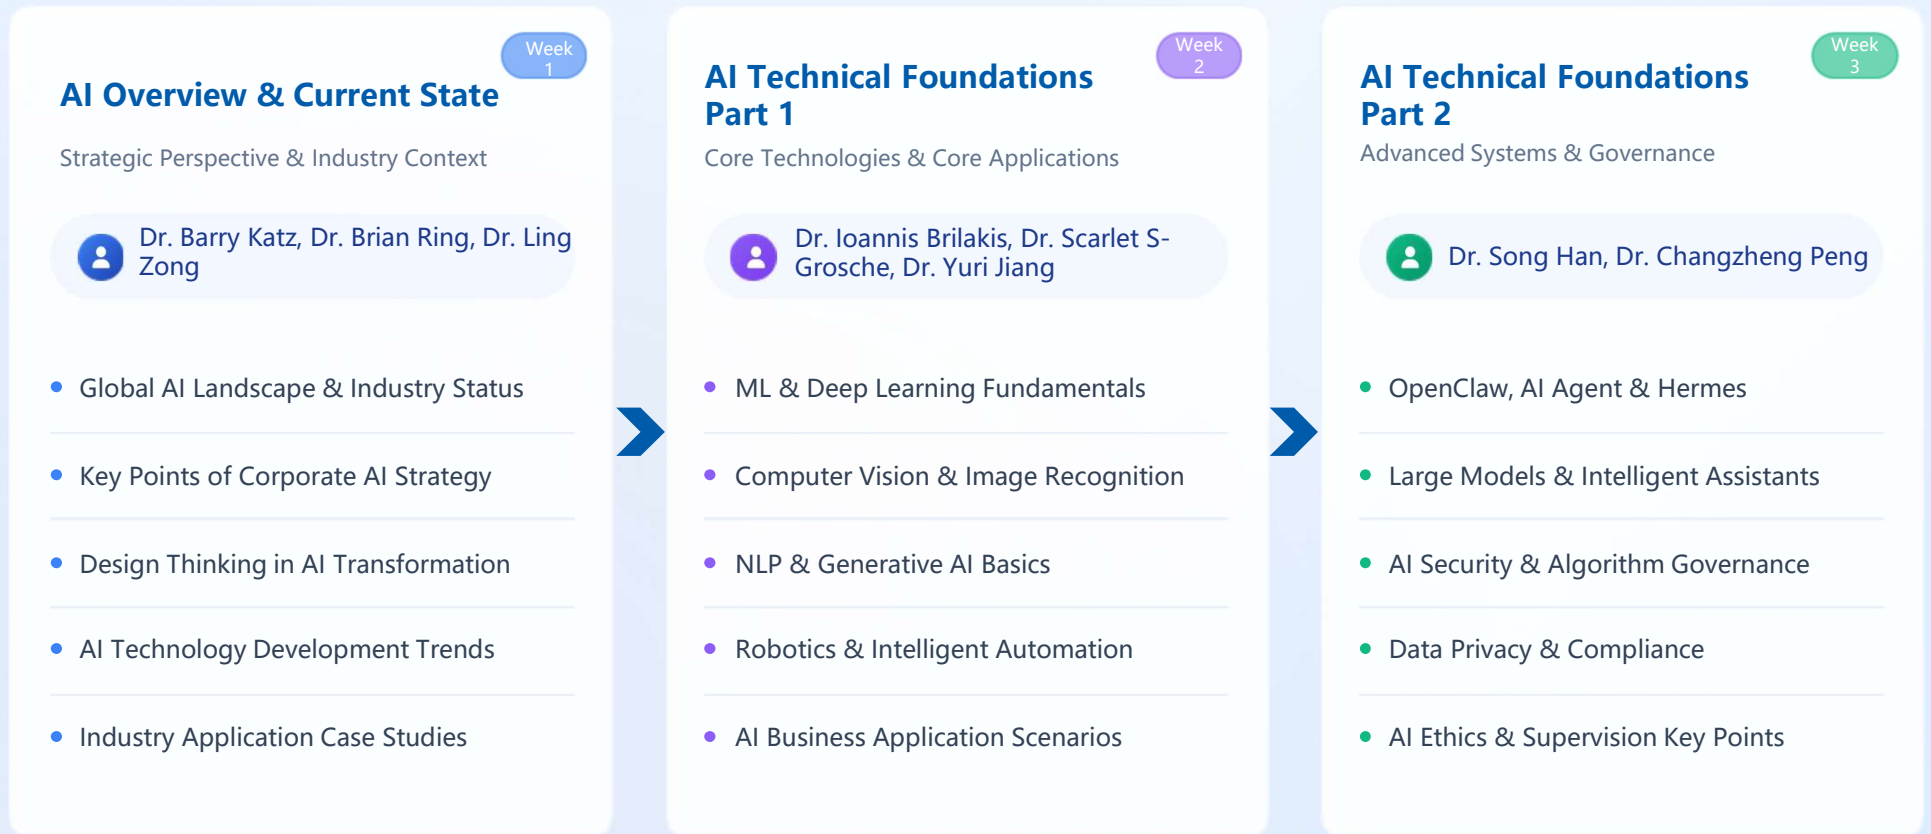 Week
1
AI Overview & Current State
Strategic Perspective & Industry Context
Dr. Barry Katz, Dr. Brian Ring, Dr. Ling
Zong
Global AI Landscape & Industry Status
Key Points of Corporate AI Strategy
Design Thinking in AI Transformation
AI Technology Development Trends
Industry Application Case Studies
Week
2
AI Technical Foundations
Part 1
Core Technologies & Core Applications
Dr. Ioannis Brilakis, Dr. Scarlet S-
Grosche, Dr. Yuri Jiang
ML & Deep Learning Fundamentals
Computer Vision & Image Recognition
NLP & Generative AI Basics
Robotics & Intelligent Automation
AI Business Application Scenarios
Week
3
AI Technical Foundations
Part 2
Advanced Systems & Governance
Dr. Song Han, Dr. Changzheng Peng
OpenClaw, AI Agent & Hermes
Large Models & Intelligent Assistants
AI Security & Algorithm Governance
Data Privacy & Compliance
AI Ethics & Supervision Key Points